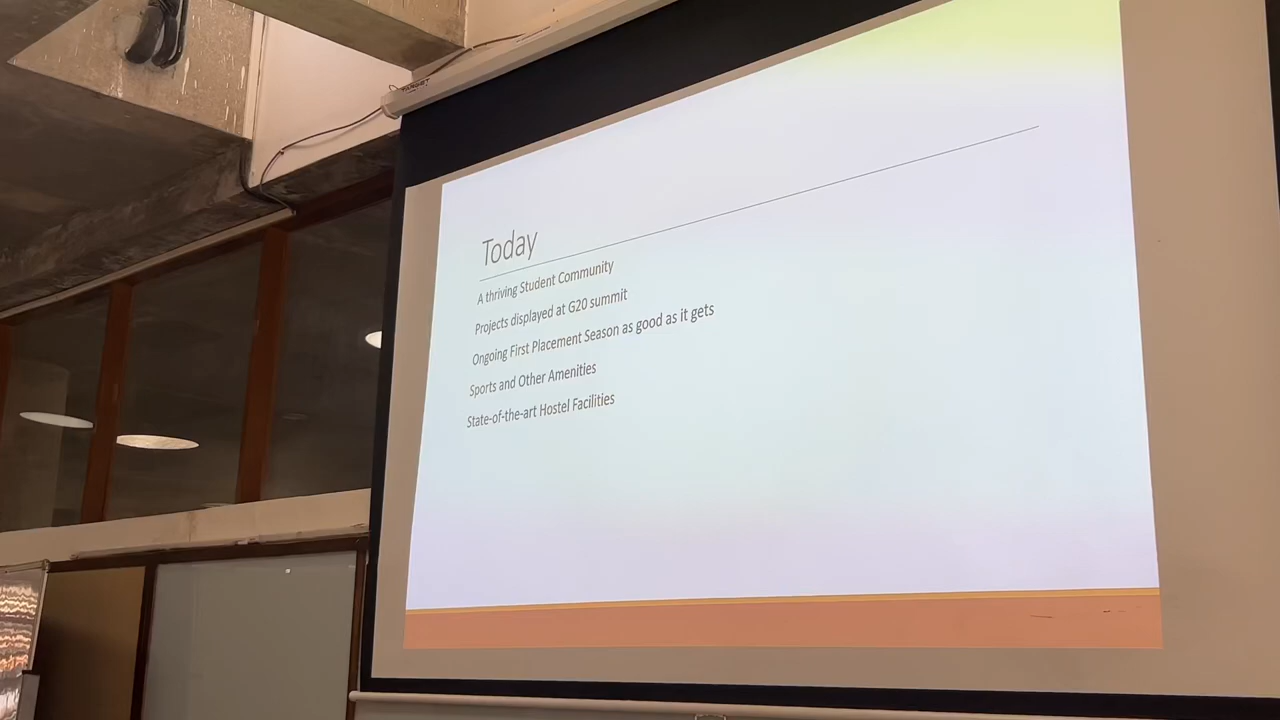 Today
A thriving Student Community
Projects displayed at G20 summit
Ongoing First Placement Season as good as it gets
Sports and Other Amenities
State-of-the-art Hostel Facilities